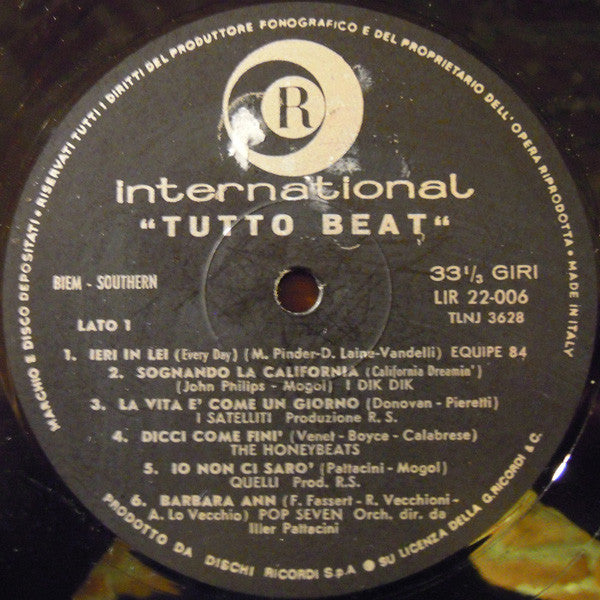 MARCHIO E DISCO DEPOSITATI • RISERVATI TUTTI I DIRITTI DEL PRODUTTORE FONOGRAFICO E DEL PROPRIETARIO DELL'OPERA RIPRODOTTA • MADE IN ITALY
R
international
"TUTTO BEAT"
BIEM - SOUTHERN
33 1/3 GIRI
LIR 22-006
TLNJ 3628
LATO 1
1. IERI IN LEI (Every Day) (M. Pinder-D. Laine-Vandelli) EQUIPE 84
2. SOGNANDO LA CALIFORNIA (California Dreamin')
(John Philips - Mogol) I DIK DIK
3. LA VITA E' COME UN GIORNO (Donovan - Pieretti)
I SATELLITI Produzione R. S.
4. DICCI COME FINI' (Venet - Boyce - Calabrese)
THE HONEYBEATS
5. IO NON CI SARO' (Pattacini - Mogol)
QUELLI Prod. R.S.
6. BARBARA ANN (F. Fassert - R. Vecchioni -
A. Lo Vecchio) POP SEVEN Orch. dir. da
Iller Pattacini
PRODOTTO DA DISCHI RICORDI S.p.A • SU LICENZA DELLA G. RICORDI & C.